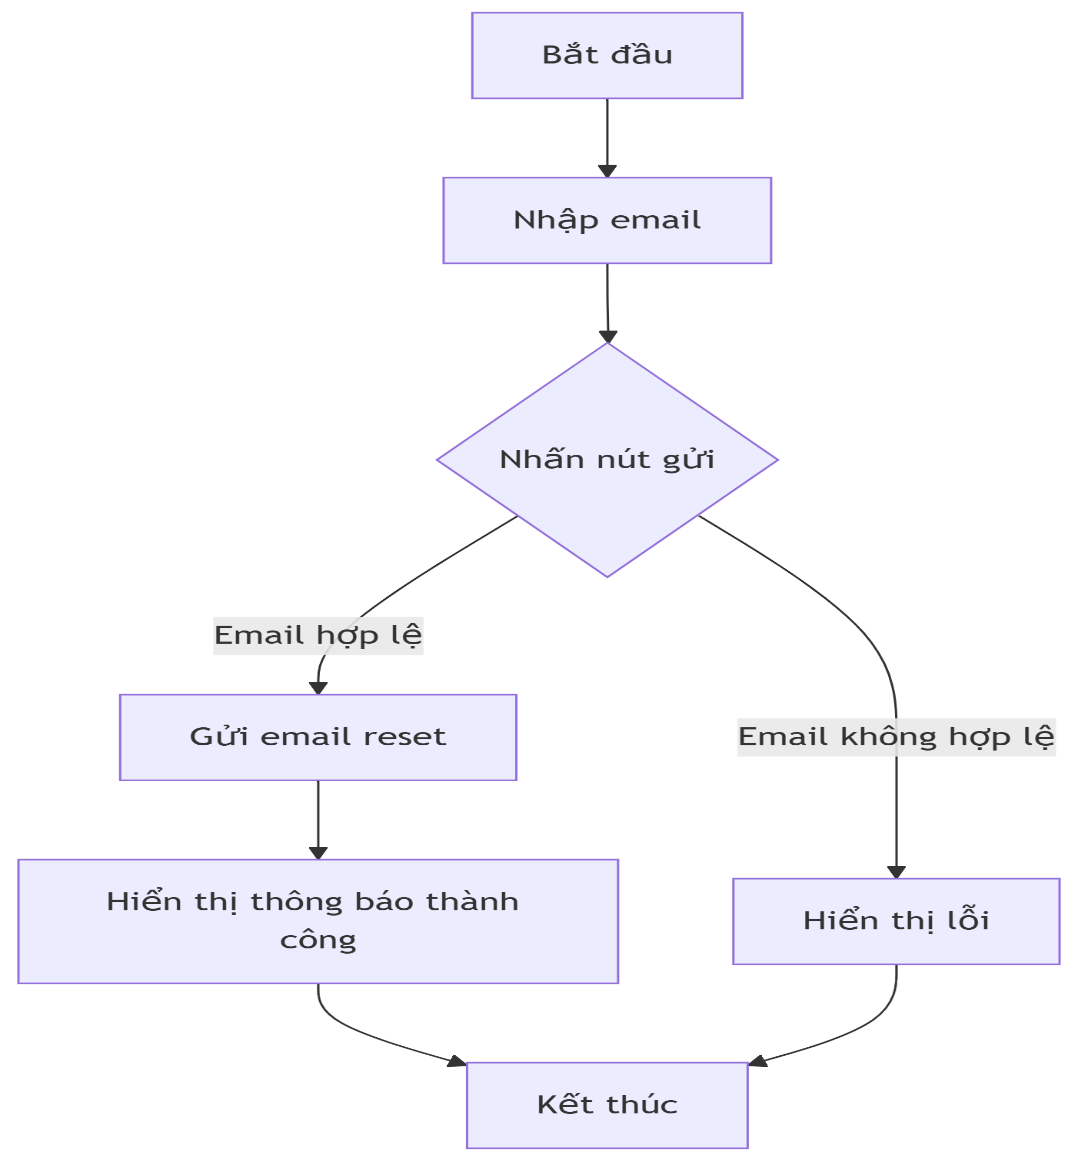 Bắt đầu
Nhập email
Nhấn nút gửi
Email hợp lệ
Gửi email reset
Email không hợp lệ
Hiển thị thông báo thành
công
Hiển thị lỗi
Kết thúc